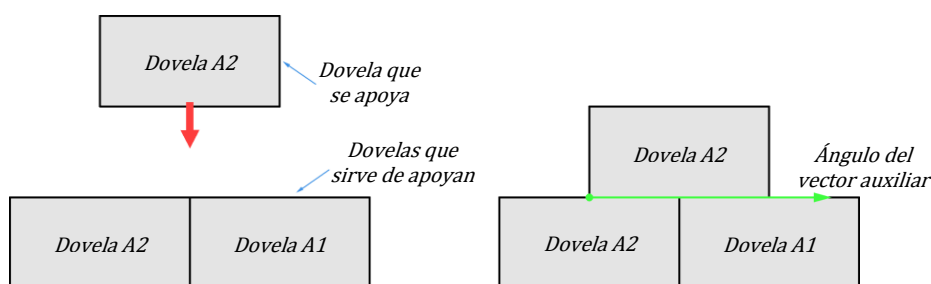 Dovela A2
Dovela que
se apoya
Dovelas que
sirve de apoyan
Dovela A2
Dovela A1
Dovela A2
Ángulo del
vector auxiliar
Dovela A2
Dovela A1